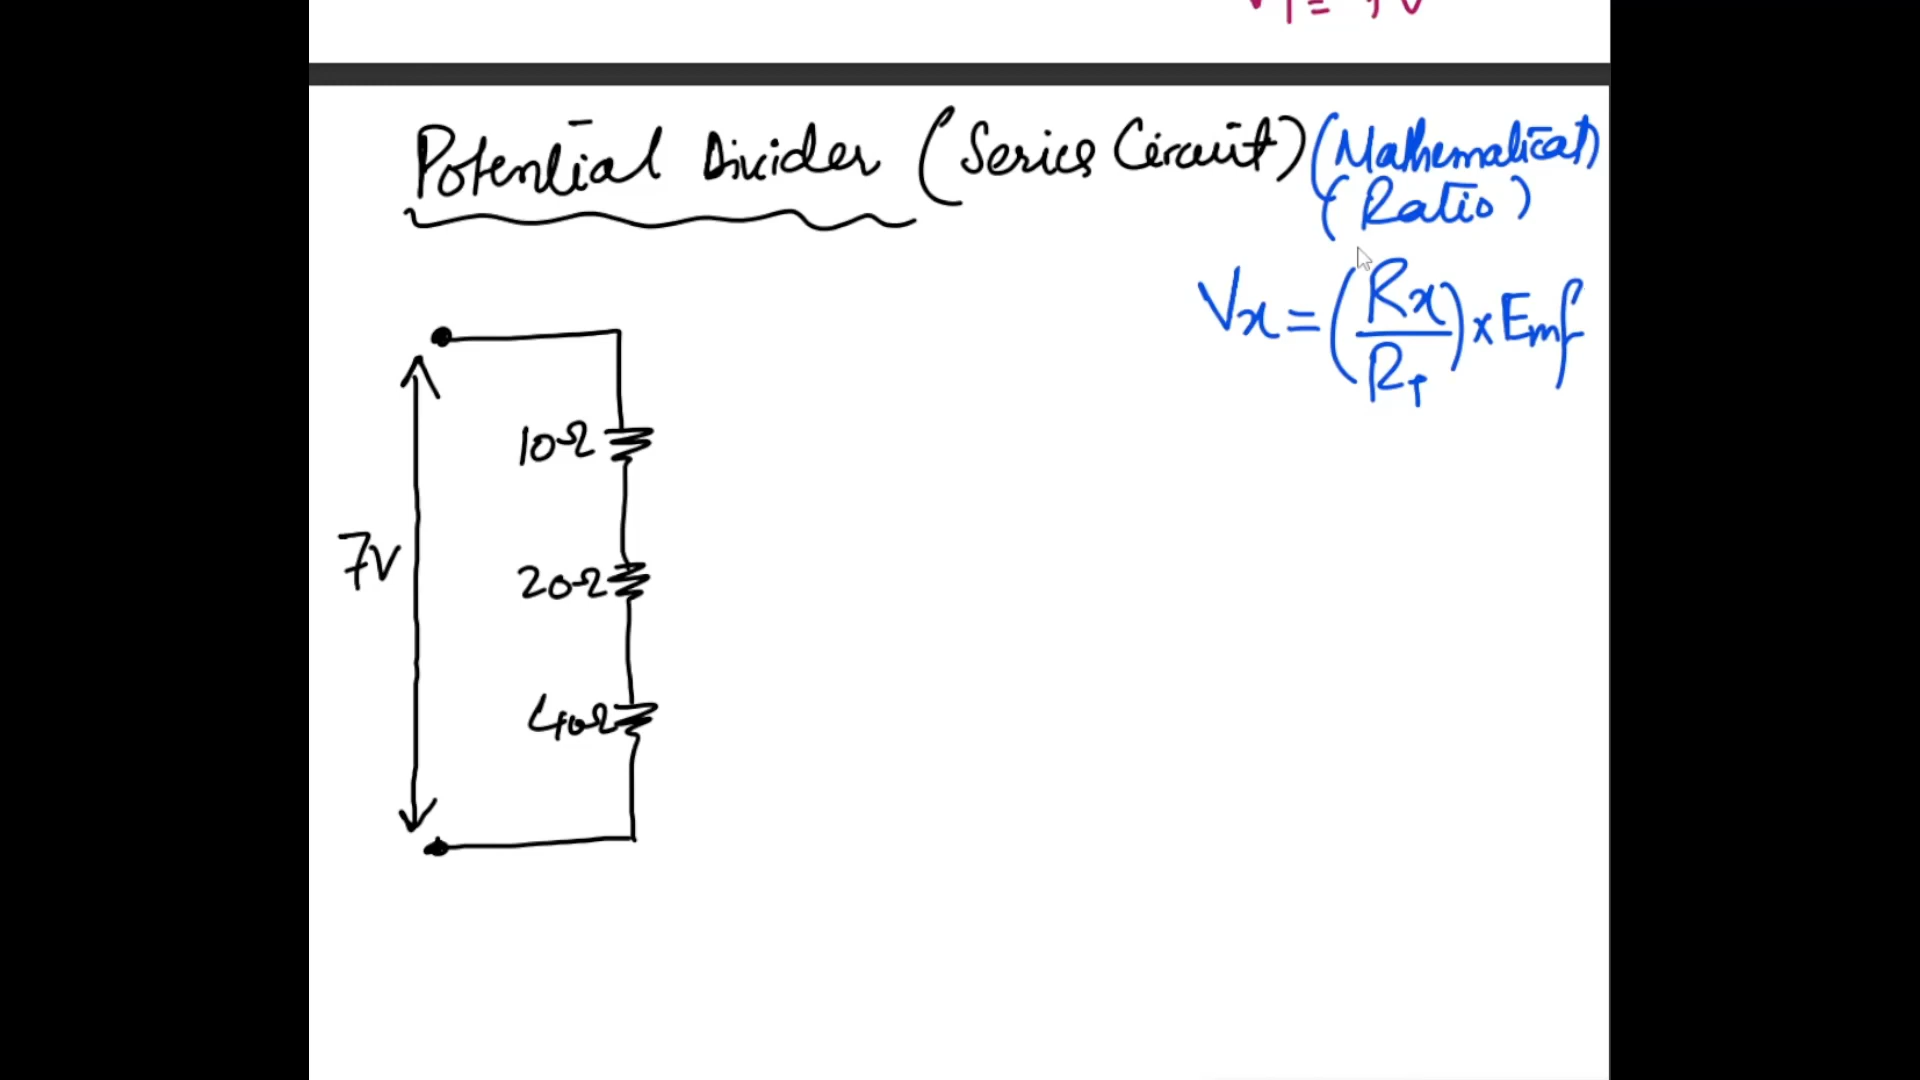 Potential Divider (Series Circuit) (Mathematical)
(Ratio)
Vx = (Rx/RT) x Emf
10Ω
7V
20Ω
40Ω